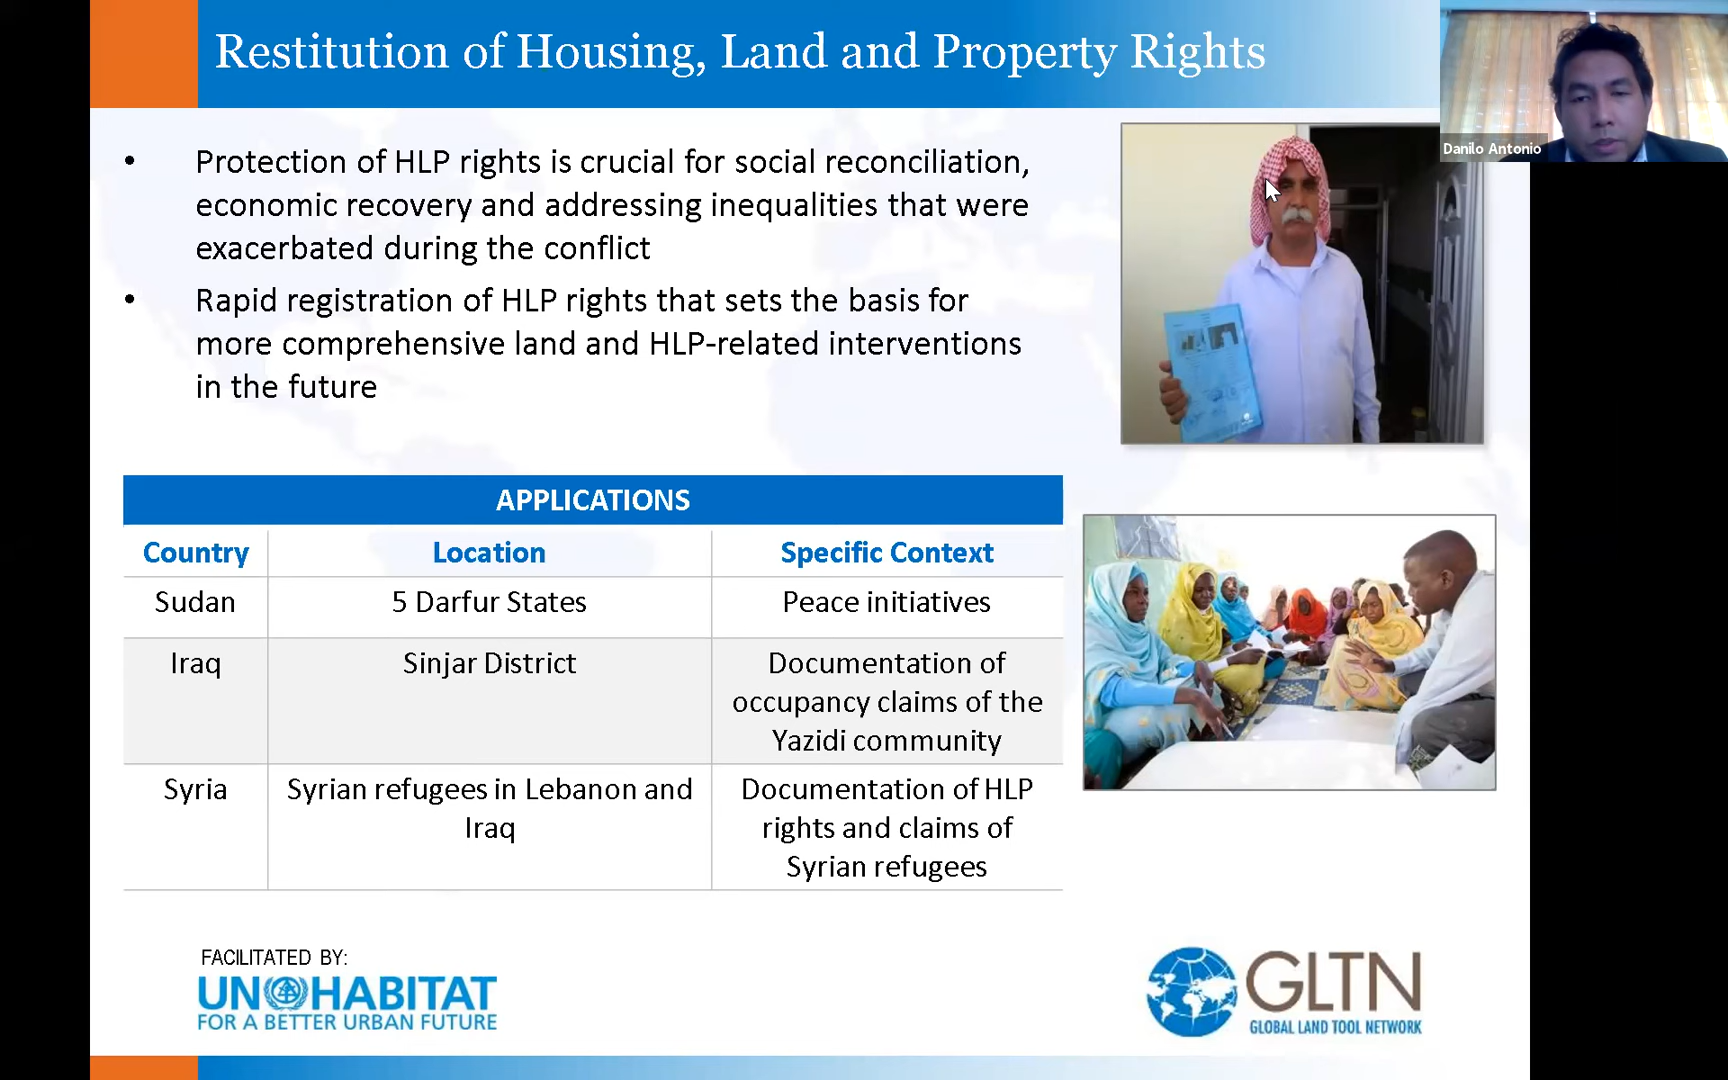 Restitution of Housing, Land and Property Rights
Danilo Antonio
• Protection of HLP rights is crucial for social reconciliation,
economic recovery and addressing inequalities that were
exacerbated during the conflict
• Rapid registration of HLP rights that sets the basis for
more comprehensive land and HLP-related interventions
in the future
APPLICATIONS
Country Location Specific Context
Sudan 5 Darfur States Peace initiatives
Iraq Sinjar District Documentation of
occupancy claims of the
Yazidi community
Syria Syrian refugees in Lebanon and Documentation of HLP
Iraq rights and claims of
Syrian refugees
FACILITATED BY:
UN HABITAT
FOR A BETTER URBAN FUTURE
GLTN
GLOBAL LAND TOOL NETWORK